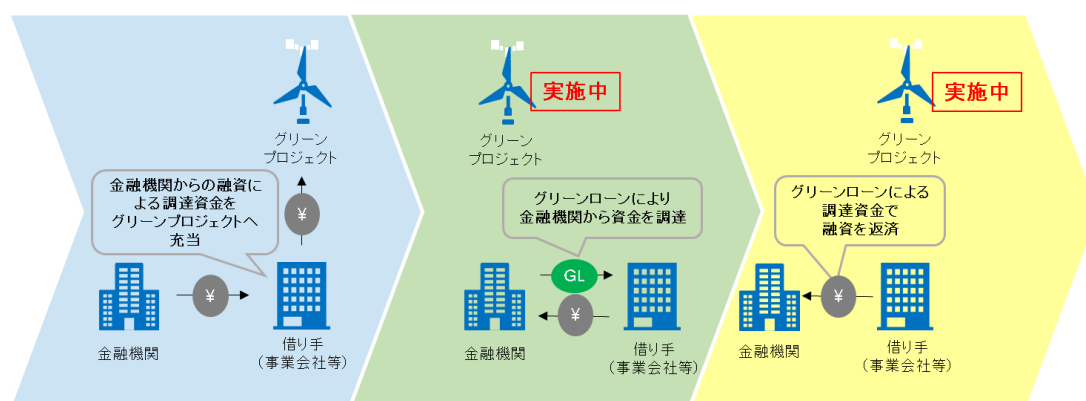 グリーン
プロジェクト
金融機関からの融資に
よる調達資金を
グリーンプロジェクトへ
充当
¥
¥
金融機関
借り手
(事業会社等)
実施中
グリーン
プロジェクト
グリーンローンにより
金融機関から資金を調達
GL
¥
金融機関
借り手
(事業会社等)
実施中
グリーン
プロジェクト
グリーンローンによる
調達資金で
融資を返済
¥
金融機関
借り手
(事業会社等)